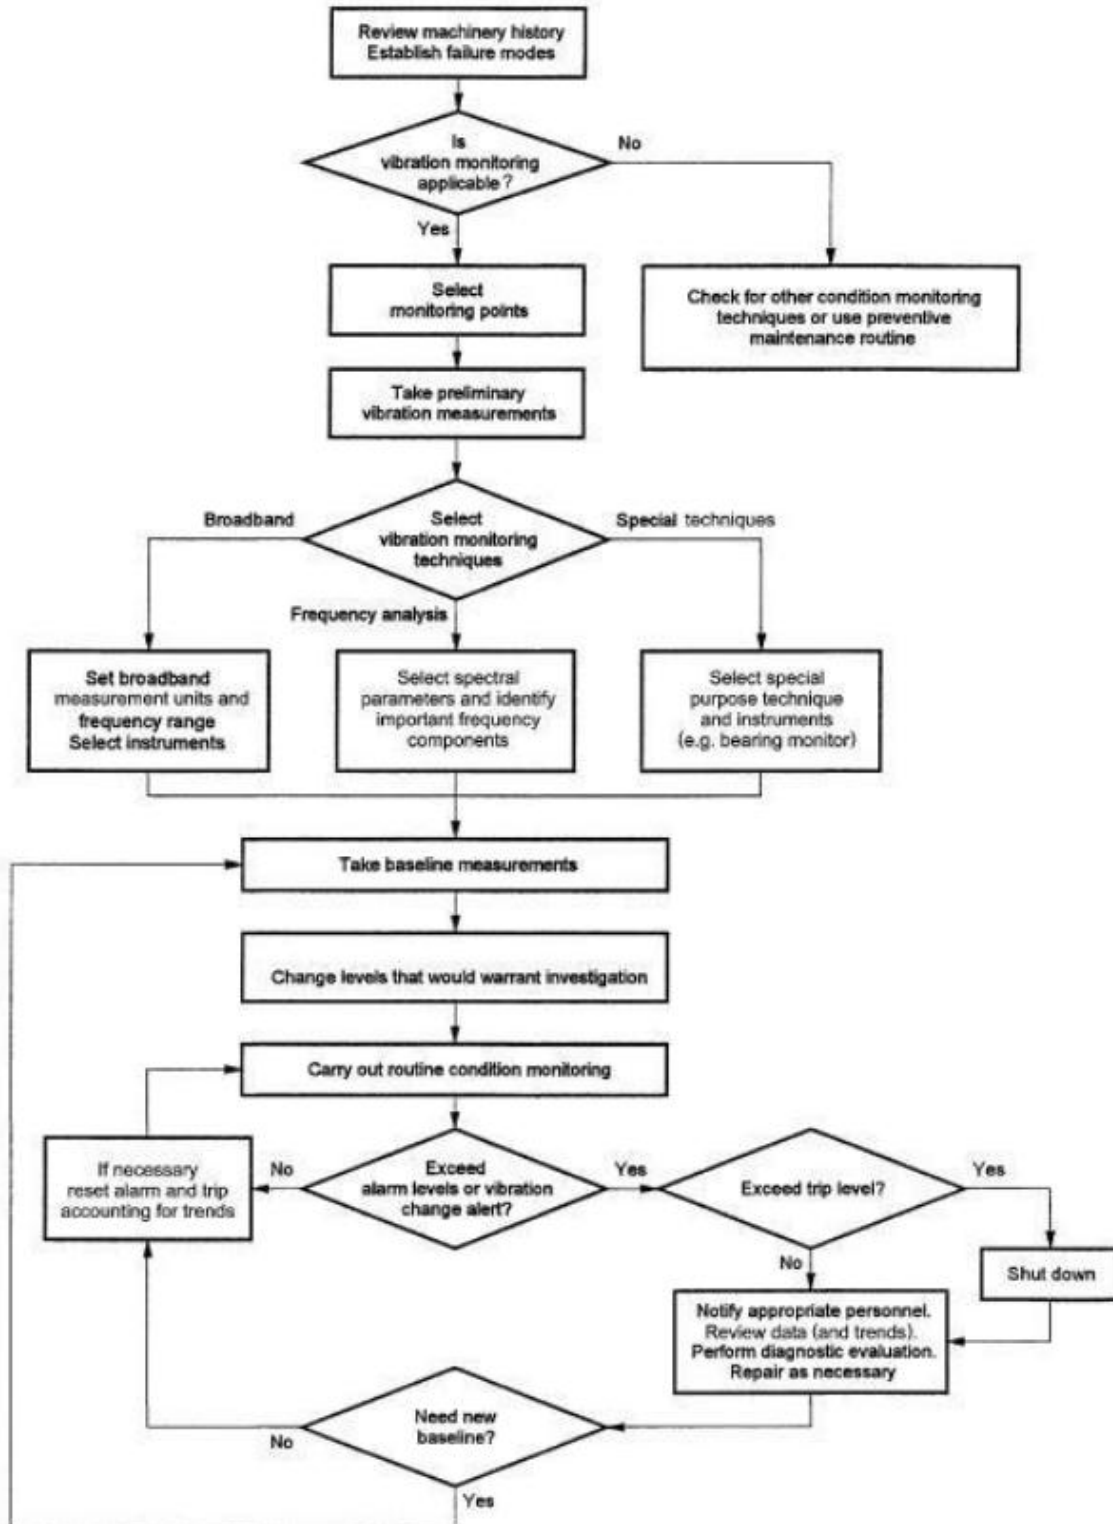 Review machinery history
Establish failure modes
Is
vibration monitoring
applicable?
No
Yes
Select
monitoring points
Check for other condition monitoring
techniques or use preventive
maintenance routine
Take preliminary
vibration measurements
Broadband
Select
vibration monitoring
techniques
Special techniques
Frequency analysis
Set broadband
measurement units and
frequency range
Select instruments
Select spectral
parameters and identify
important frequency
components
Select special
purpose technique
and instruments
(e.g. bearing monitor)
Take baseline measurements
Change levels that would warrant investigation
Carry out routine condition monitoring
If necessary
reset alarm and trip
accounting for trends
No
Exceed
alarm levels or vibration
change alert?
Yes
Exceed trip level?
Yes
No
Shut down
Notify appropriate personnel.
Review data (and trends).
Perform diagnostic evaluation.
Repair as necessary
Need new
baseline?
No
Yes